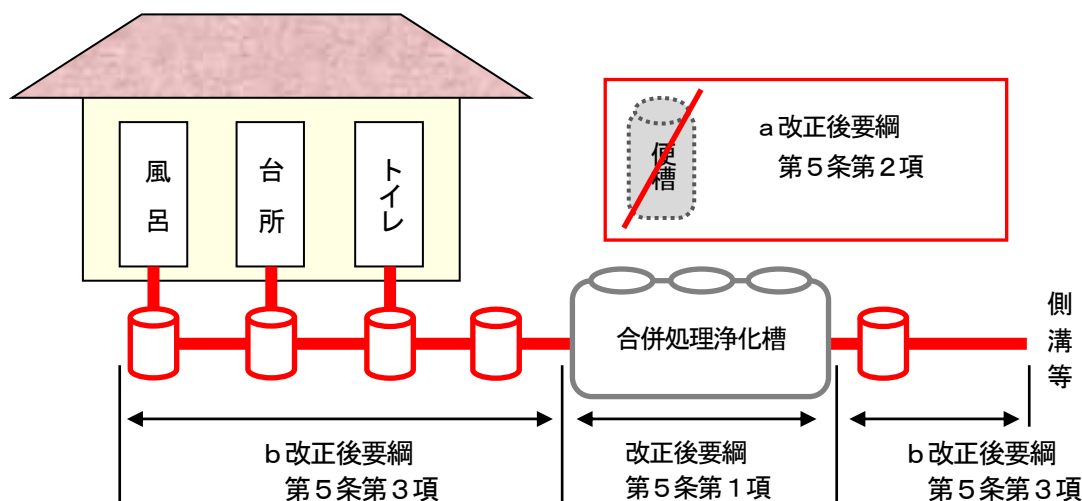 風呂
台所
トイレ
便槽
ａ改正後要綱
第５条第２項
合併処理浄化槽
側溝等
ｂ改正後要綱
第５条第３項
改正後要綱
第５条第１項
ｂ改正後要綱
第５条第３項